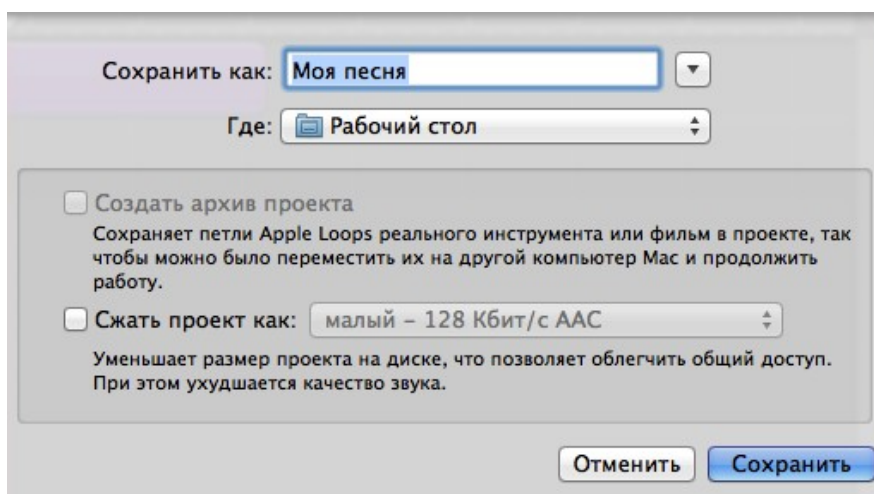 Сохранить как: Моя песня
Где: Рабочий стол
Создать архив проекта
Сохраняет петли Apple Loops реального инструмента или фильм в проекте, так
чтобы можно было переместить их на другой компьютер Mac и продолжить
работу.
Сжать проект как: малый – 128 Кбит/с AAC
Уменьшает размер проекта на диске, что позволяет облегчить общий доступ.
При этом ухудшается качество звука.
Отменить Сохранить